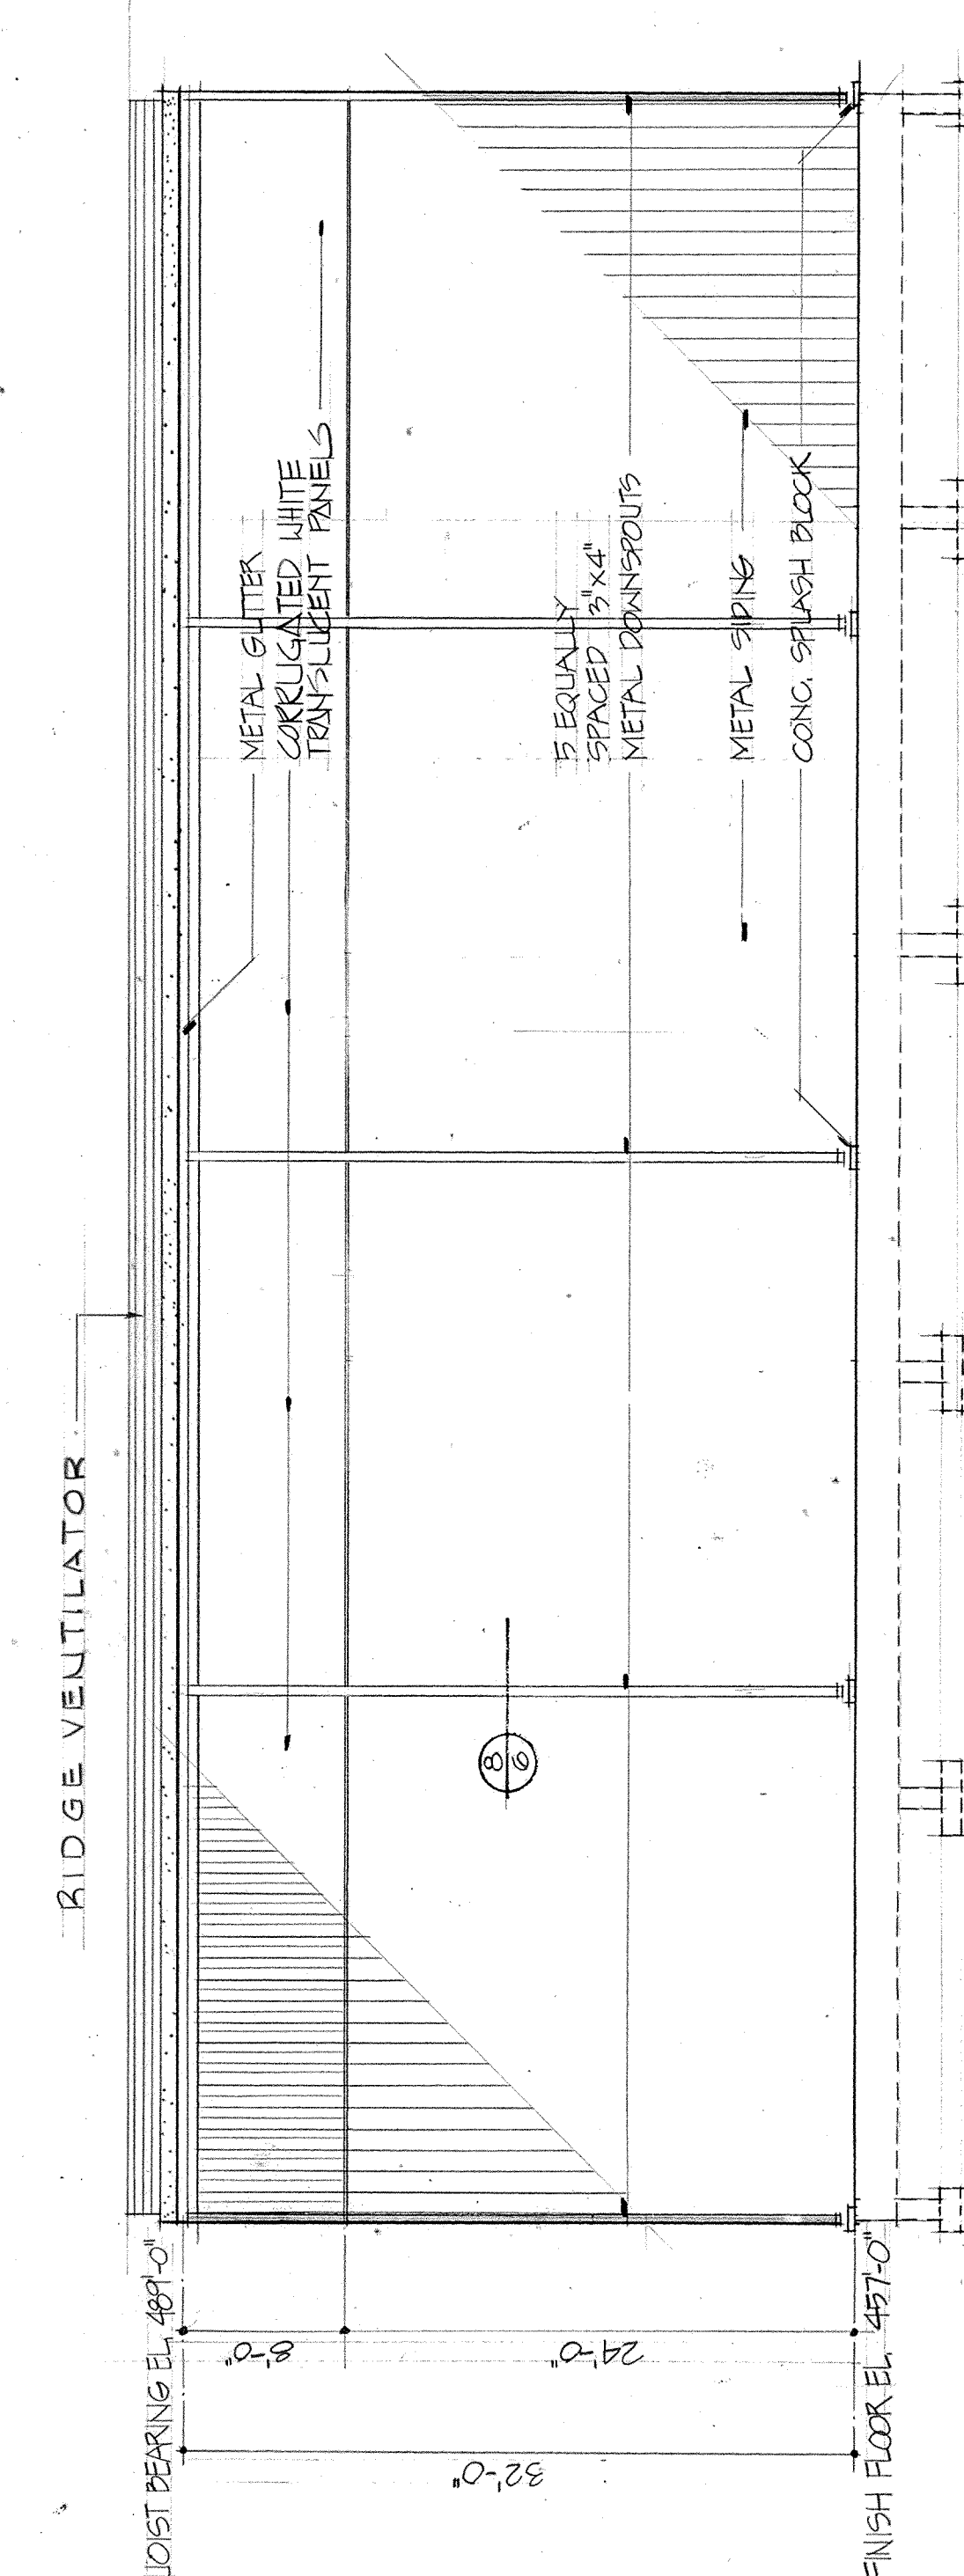 RIDGE VENTILATOR
METAL GUTTER
CORRUGATED WHITE
TRANSLUCENT PANELS
5 EQUALLY
SPACED 3"x4"
METAL DOWNSPOUTS
METAL SIDING
CONC. SPLASH BLOCK
8
6
JOIST BEARING EL. 489'-0"
8'-0"
24'-0"
32'-0"
FINISH FLOOR EL. 457'-0"